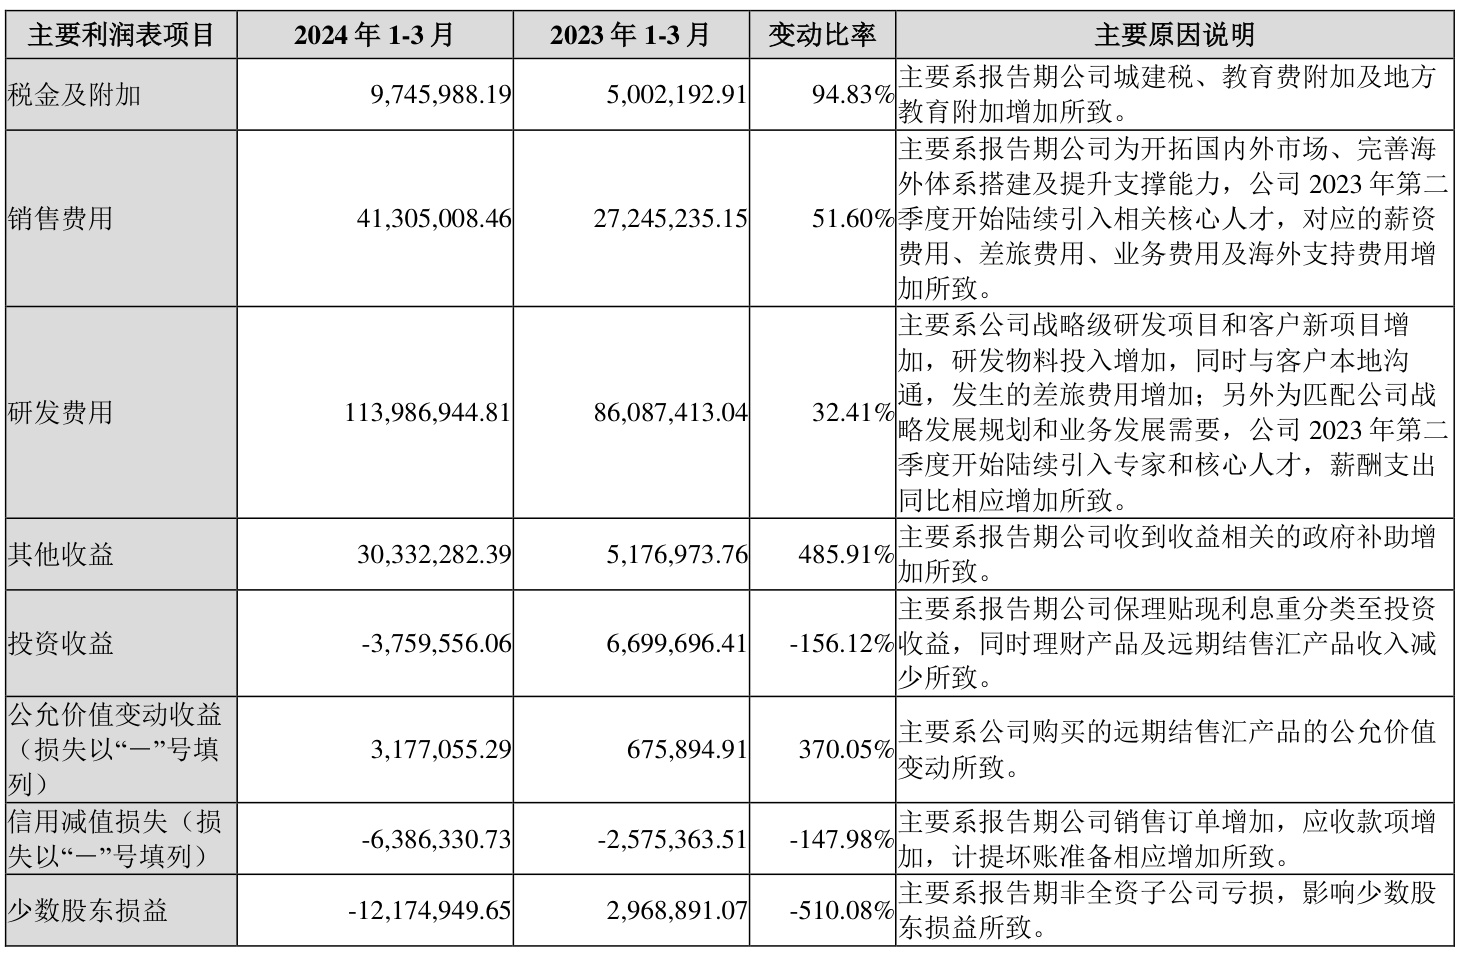 主要利润表项目 2024 年 1-3 月 2023 年 1-3 月 变动比率 主要原因说明
税金及附加 9,745,988.19 5,002,192.91 94.83% 主要系报告期公司城建税、教育费附加及地方
教育附加增加所致。
销售费用 41,305,008.46 27,245,235.15 51.60% 主要系报告期公司为开拓国内外市场、完善海
外体系搭建及提升支撑能力，公司 2023 年第二
季度开始陆续引入相关核心人才，对应的薪资
费用、差旅费用、业务费用及海外支持费用增
加所致。
研发费用 113,986,944.81 86,087,413.04 32.41% 主要系公司战略级研发项目和客户新项目增
加，研发物料投入增加，同时与客户本地沟
通，发生的差旅费用增加；另外为匹配公司战
略发展规划和业务发展需要，公司 2023 年第二
季度开始陆续引入专家和核心人才，薪酬支出
同比相应增加所致。
其他收益 30,332,282.39 5,176,973.76 485.91% 主要系报告期公司收到收益相关的政府补助增
加所致。
投资收益 -3,759,556.06 6,699,696.41 -156.12% 主要系报告期公司保理贴现利息重分类至投资
收益，同时理财产品及远期结售汇产品收入减
少所致。
公允价值变动收益
（损失以“－”号填
列）
3,177,055.29 675,894.91 370.05% 主要系公司购买的远期结售汇产品的公允价值
变动所致。
信用减值损失（损
失以“－”号填列）
-6,386,330.73 -2,575,363.51 -147.98% 主要系报告期公司销售订单增加，应收款项增
加，计提坏账准备相应增加所致。
少数股东损益 -12,174,949.65 2,968,891.07 -510.08% 主要系报告期非全资子公司亏损，影响少数股
东损益所致。